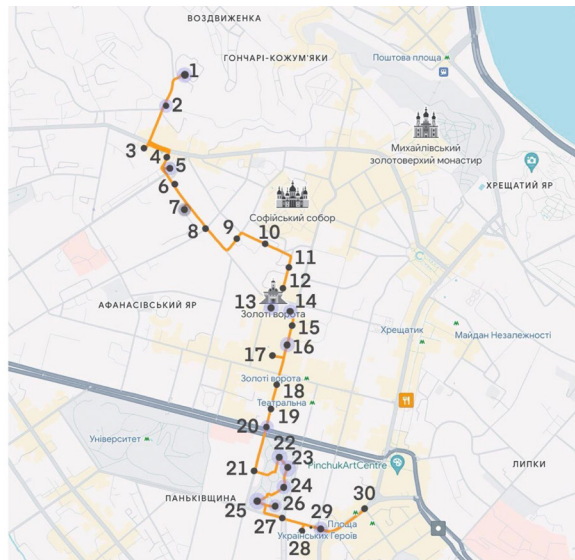 ВОЗДВИЖЕНКА
ГОНЧАРІ-КОЖУМ'ЯКИ
Поштова площа
1
2
3
4
5
6
7
8
9
10
Михайлівський
золотоверхий монастир
ХРЕЩАТИЙ ЯР
Софійський собор
11
12
13
14
АФАНАСІВСЬКИЙ
ЯР
Золоті ворота
15
Хрещатик
Майдан Незалежності
16
17
Золоті ворота
18
Театральна
19
20
Університет
21
22
23
PinchukArtCentre
ЛИПКИ
ПАНЬКІВЩИНА
24
25
26
27
28
29
30
Площа
Українських Героїв